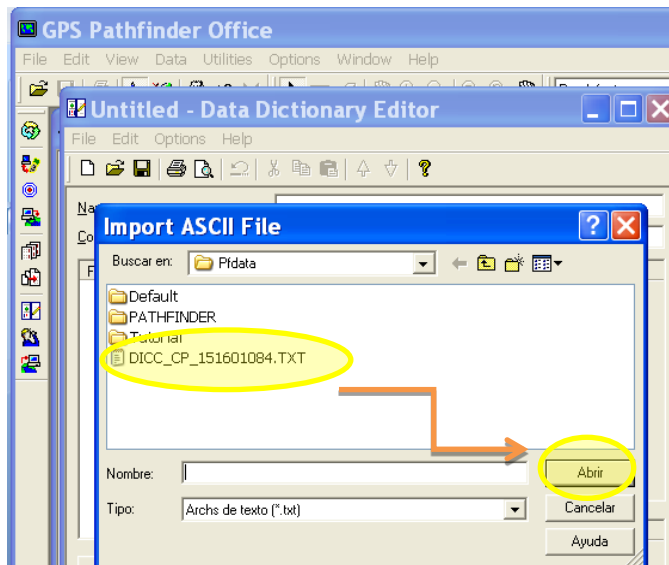 GPS Pathfinder Office
File Edit View Data Utilities Options Window Help
Untitled - Data Dictionary Editor
File Edit Options Help
Import ASCII File
Buscar en: Pfdata
Default
PATHFINDER
Tutorial
DICC_CP_151601084.TXT
Nombre: Abrir
Tipo: Archs de texto (*.txt) Cancelar
Ayuda